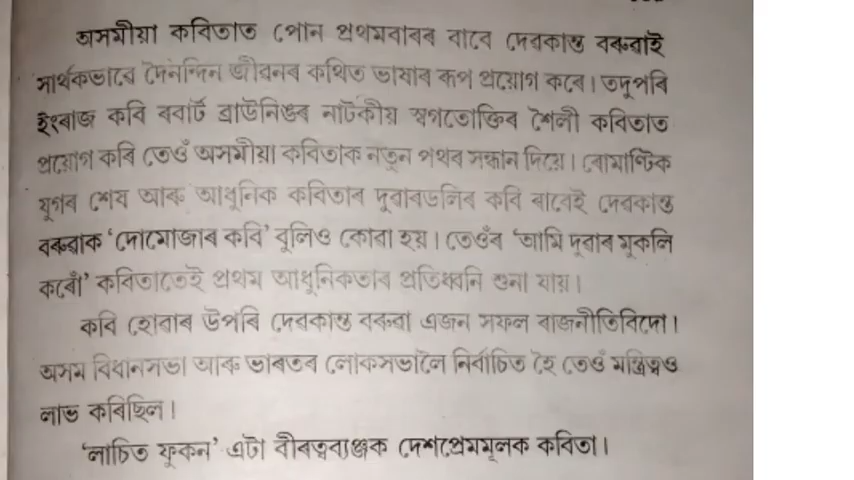 অসমীয়া কবিতাত পোন প্ৰথমবাৰৰ বাবে দেৱকান্ত বৰুৱাই
সাৰ্থকভাৱে দৈনন্দিন জীৱনৰ কথিত ভাষাৰ ৰূপ প্ৰয়োগ কৰে। তদুপৰি
ইংৰাজ কবি ৰবাৰ্ট ব্ৰাউনিঙৰ নাটকীয় স্বগতোক্তিৰ শৈলী কবিতাত
প্ৰয়োগ কৰি তেওঁ অসমীয়া কবিতাক নতুন পথৰ সন্ধান দিয়ে। ৰোমাণ্টিক
যুগৰ শেষ আৰু আধুনিক কবিতাৰ দুৱাৰডলিৰ কবি বাবেই দেৱকান্ত
বৰুৱাক ‘দোমোজাৰ কবি’ বুলিও কোৱা হয়। তেওঁৰ ‘আমি দুৱাৰ মুকলি
কৰোঁ’ কবিতাতেই প্ৰথম আধুনিকতাৰ প্ৰতিধ্বনি শুনা যায়।
কবি হোৱাৰ উপৰি দেৱকান্ত বৰুৱা এজন সফল ৰাজনীতিবিদো।
অসম বিধানসভা আৰু ভাৰতৰ লোকসভালৈ নিৰ্বাচিত হৈ তেওঁ মন্ত্ৰিত্বও
লাভ কৰিছিল।
‘লাচিত ফুকন’ এটা বীৰত্বব্যঞ্জক দেশপ্ৰেমমূলক কবিতা।